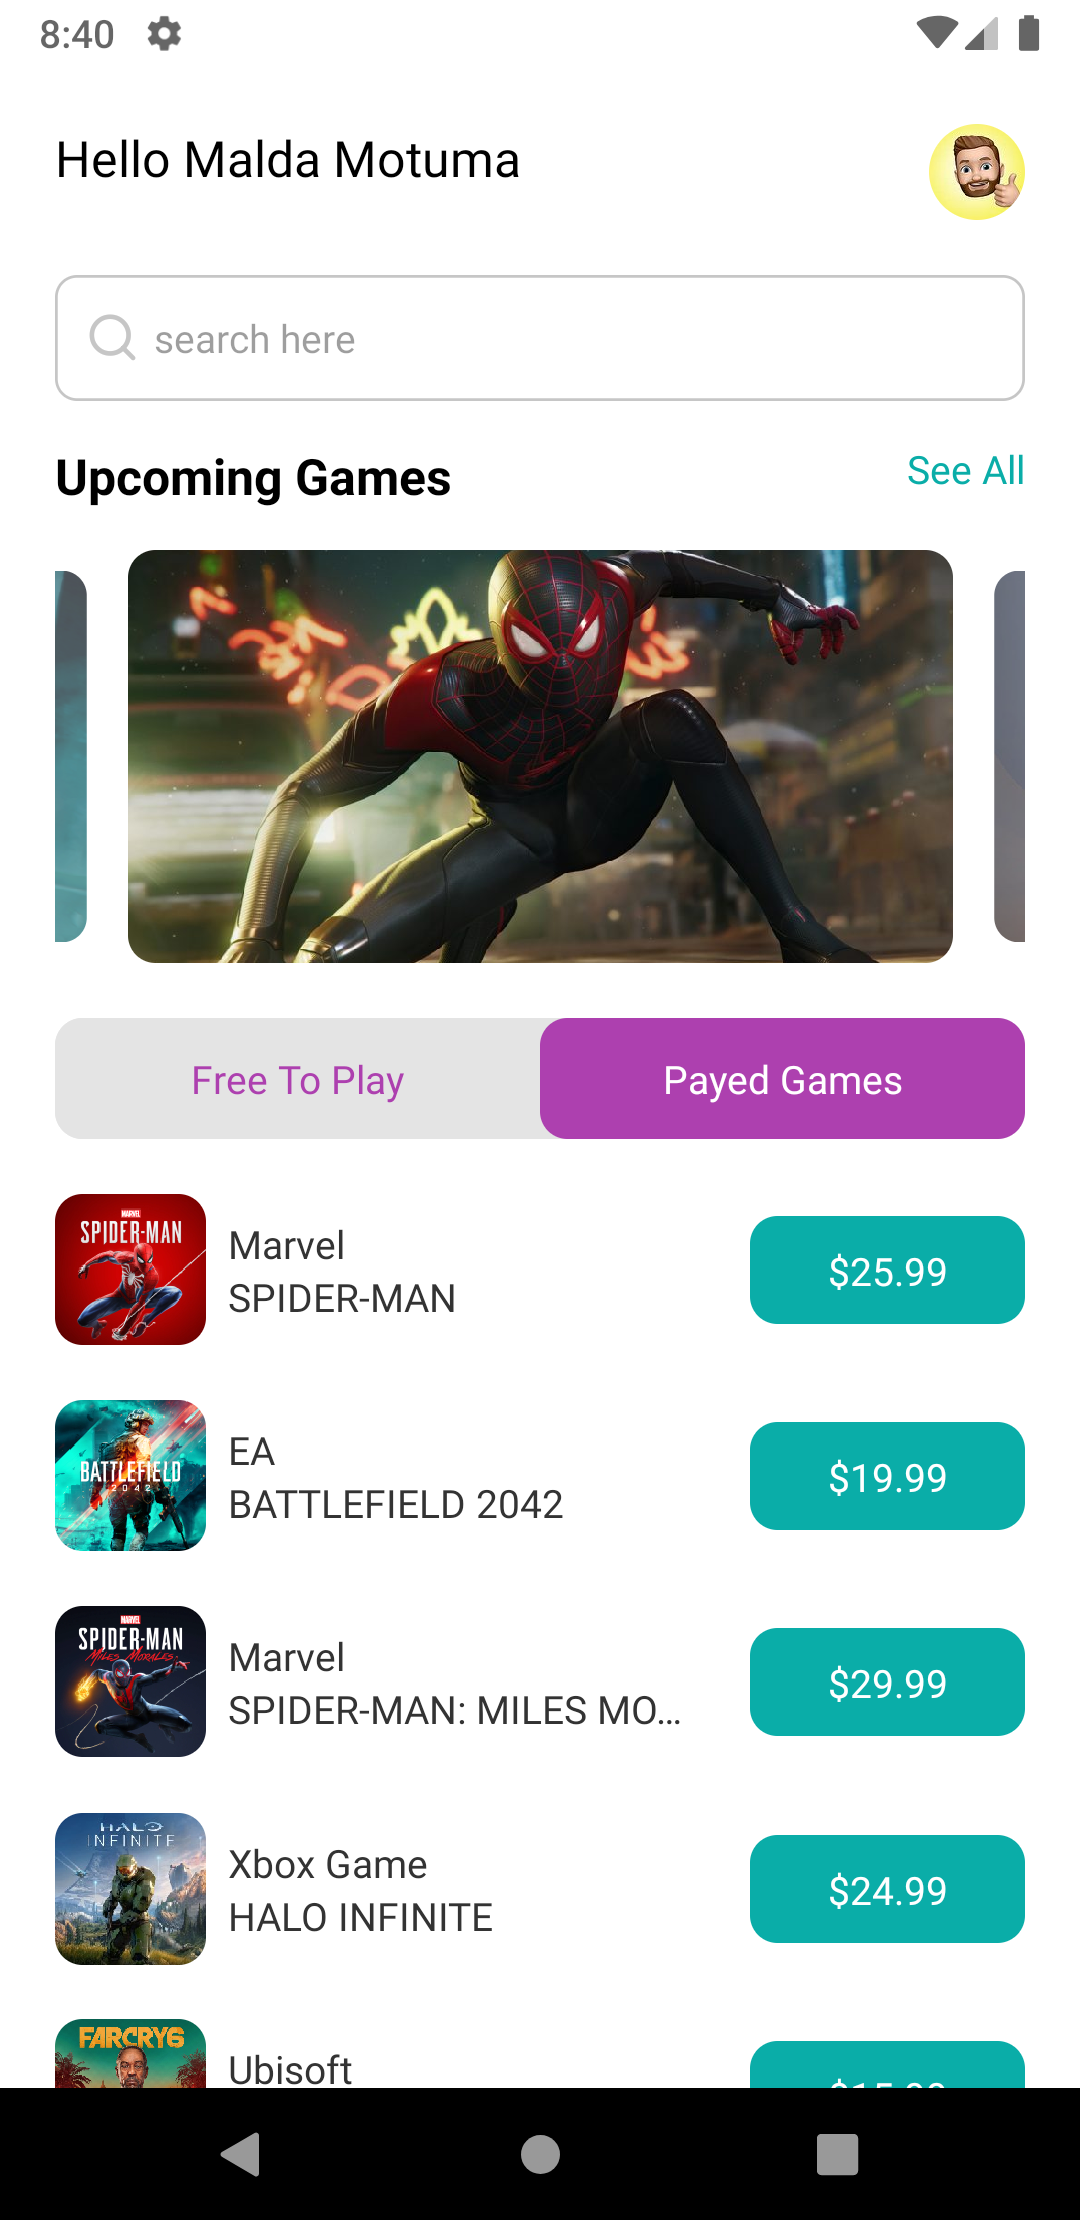 8:40
Hello Malda Motuma
search here
Upcoming Games
See All
Free To Play
Payed Games
MARVEL
SPIDER-MAN
Marvel
SPIDER-MAN
$25.99
BATTLEFIELD
2042
EA
BATTLEFIELD 2042
$19.99
MARVEL
SPIDER-MAN
MILES MORALES
Marvel
SPIDER-MAN: MILES MO...
$29.99
HALO
INFINITE
Xbox Game
HALO INFINITE
$24.99
FARCRY6
Ubisoft